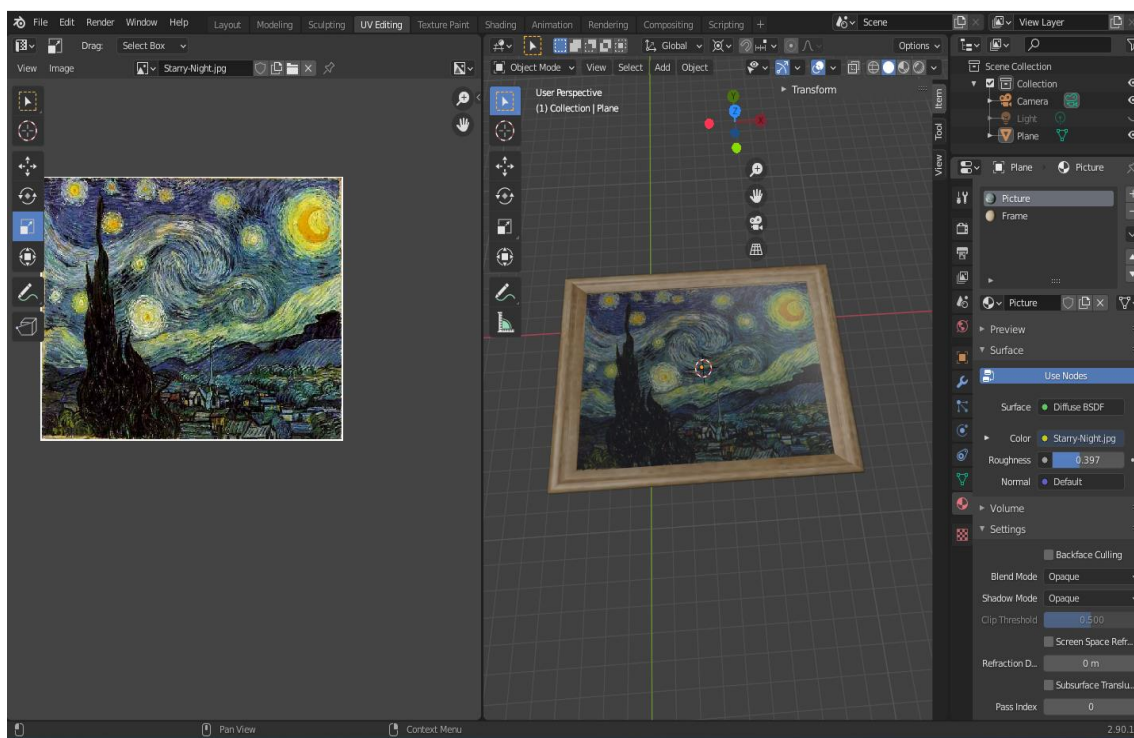 File Edit Render Window Help Layout Modeling Sculpting UV Editing Texture Paint Shading Animation Rendering Compositing Scripting + Scene View Layer
Drag: Select Box
View Image Starry-Night.jpg
Global Options
Object Mode View Select Add Object
User Perspective
(1) Collection | Plane
Y
Z
X
Transform
Item
Tool
View
Scene Collection
Collection
Camera
Light
Plane
Plane Picture
Picture
Frame
Picture
Preview
Surface
Use Nodes
Surface Diffuse BSDF
Color Starry-Night.jpg
Roughness 0.397
Normal Default
Volume
Settings
Backface Culling
Blend Mode Opaque
Shadow Mode Opaque
Clip Threshold 0.500
Screen Space Refr...
Refraction D... 0 m
Subsurface Translu...
Pass Index 0
Pan View Context Menu 2.90.1